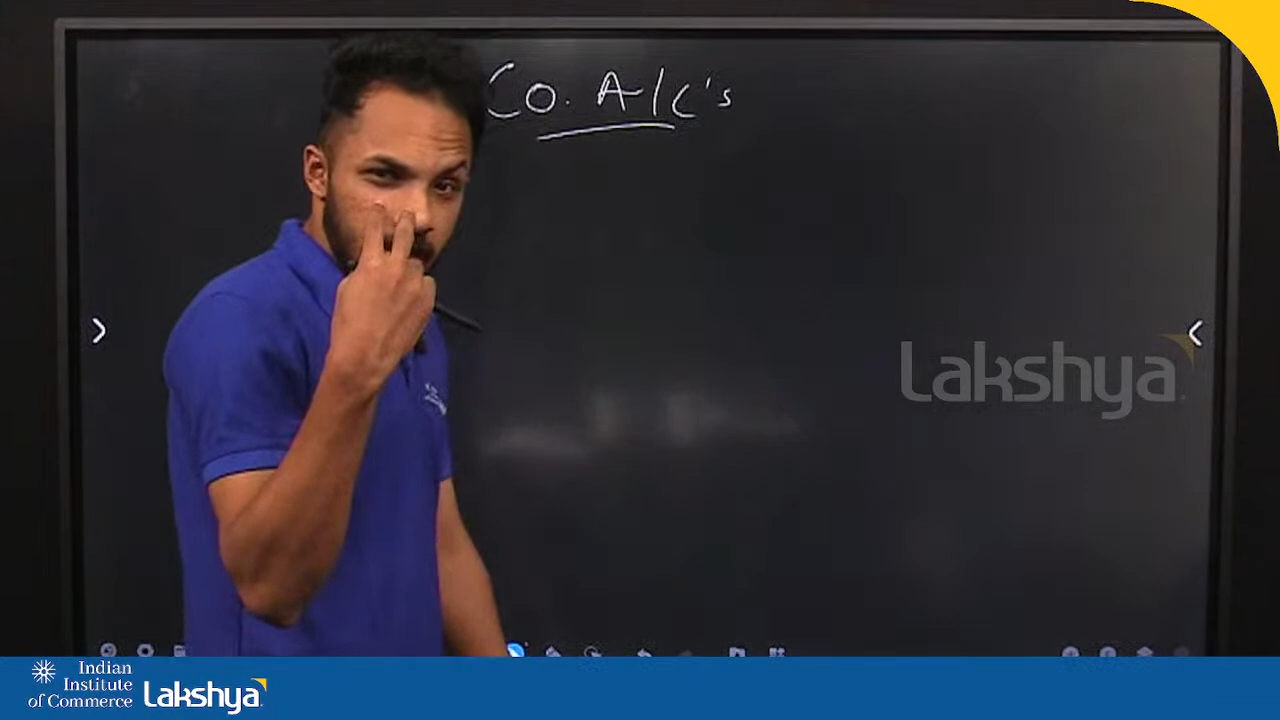 Co. A/c's
Lakshya
Indian
Institute
of Commerce
Lakshya